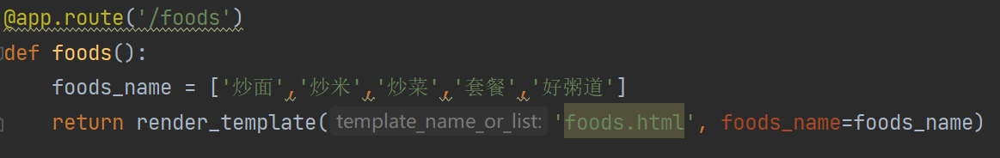 @app.route('/foods')
def foods():
    foods_name = ['炒面','炒米','炒菜','套餐','好粥道']
    return render_template( template_name_or_list: 'foods.html', foods_name=foods_name)